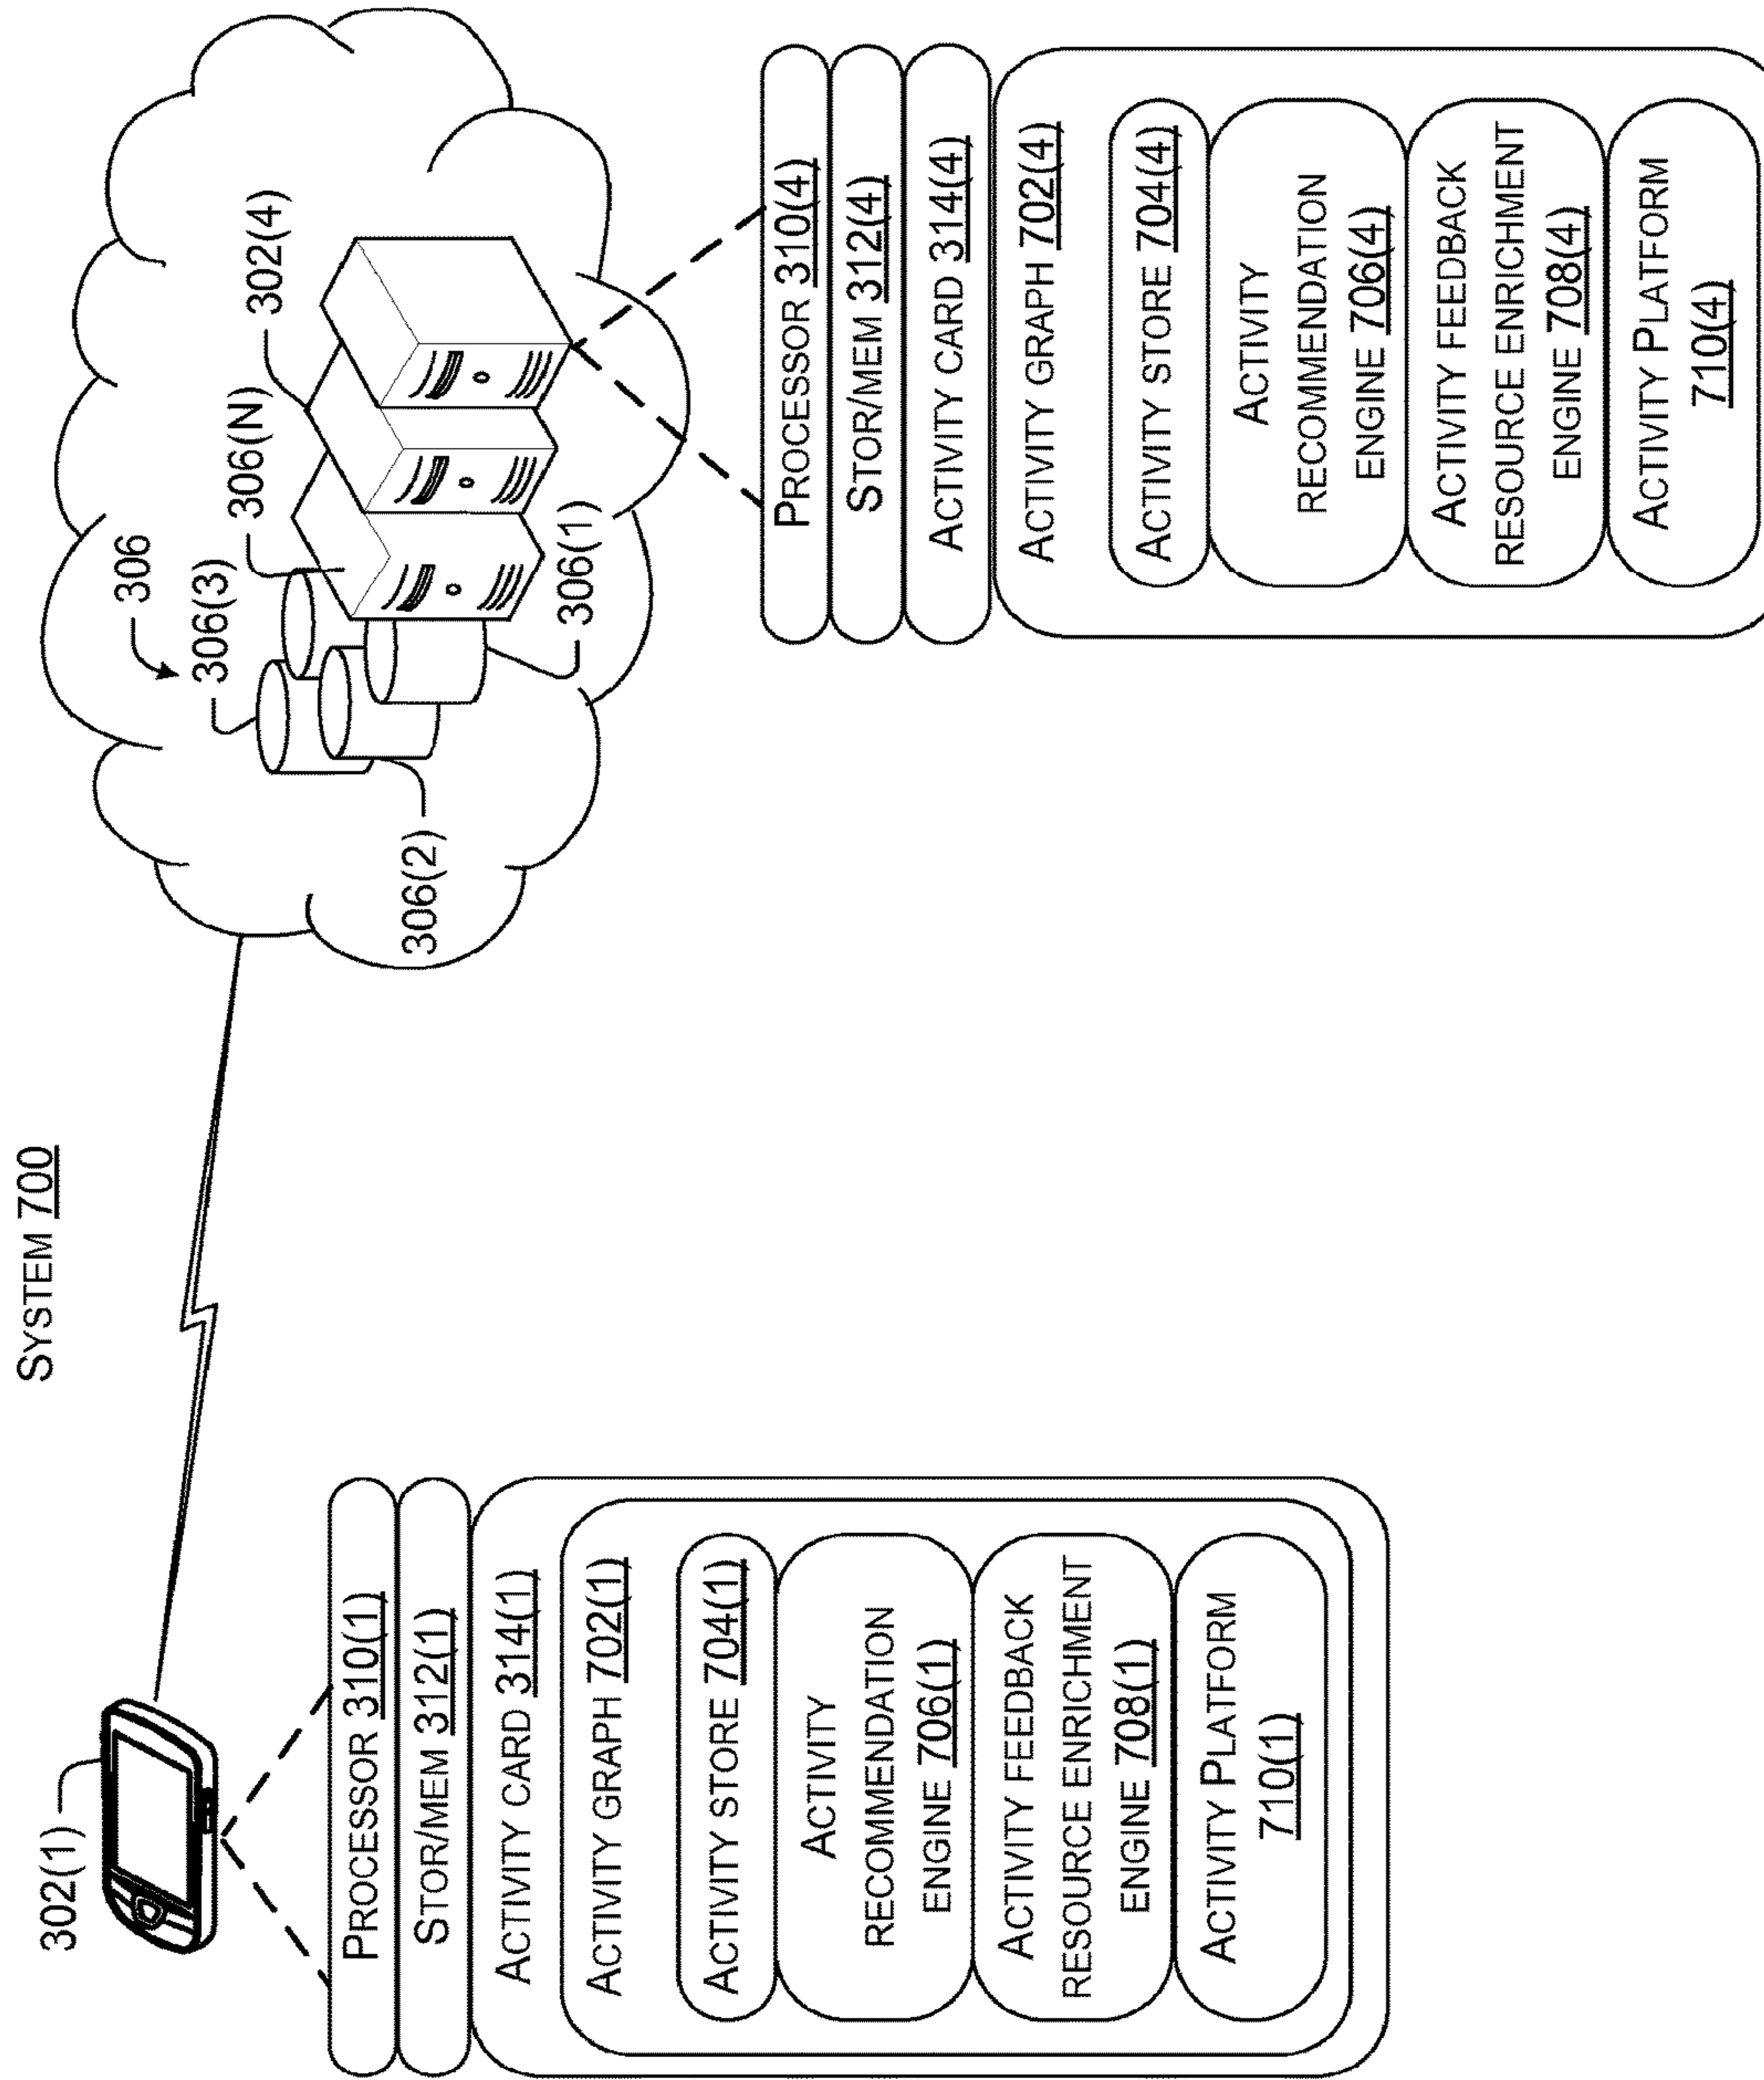 SYSTEM 700
302(1)
PROCESSOR 310(1)
STOR/MEM 312(1)
ACTIVITY CARD 314(1)
ACTIVITY GRAPH 702(1)
ACTIVITY STORE 704(1)
ACTIVITY
RECOMMENDATION
ENGINE 706(1)
ACTIVITY FEEDBACK
RESOURCE ENRICHMENT
ENGINE 708(1)
ACTIVITY PLATFORM
710(1)
306
306(3)
306(N)
302(4)
306(2)
306(1)
PROCESSOR 310(4)
STOR/MEM 312(4)
ACTIVITY CARD 314(4)
ACTIVITY GRAPH 702(4)
ACTIVITY STORE 704(4)
ACTIVITY
RECOMMENDATION
ENGINE 706(4)
ACTIVITY FEEDBACK
RESOURCE ENRICHMENT
ENGINE 708(4)
ACTIVITY PLATFORM
710(4)